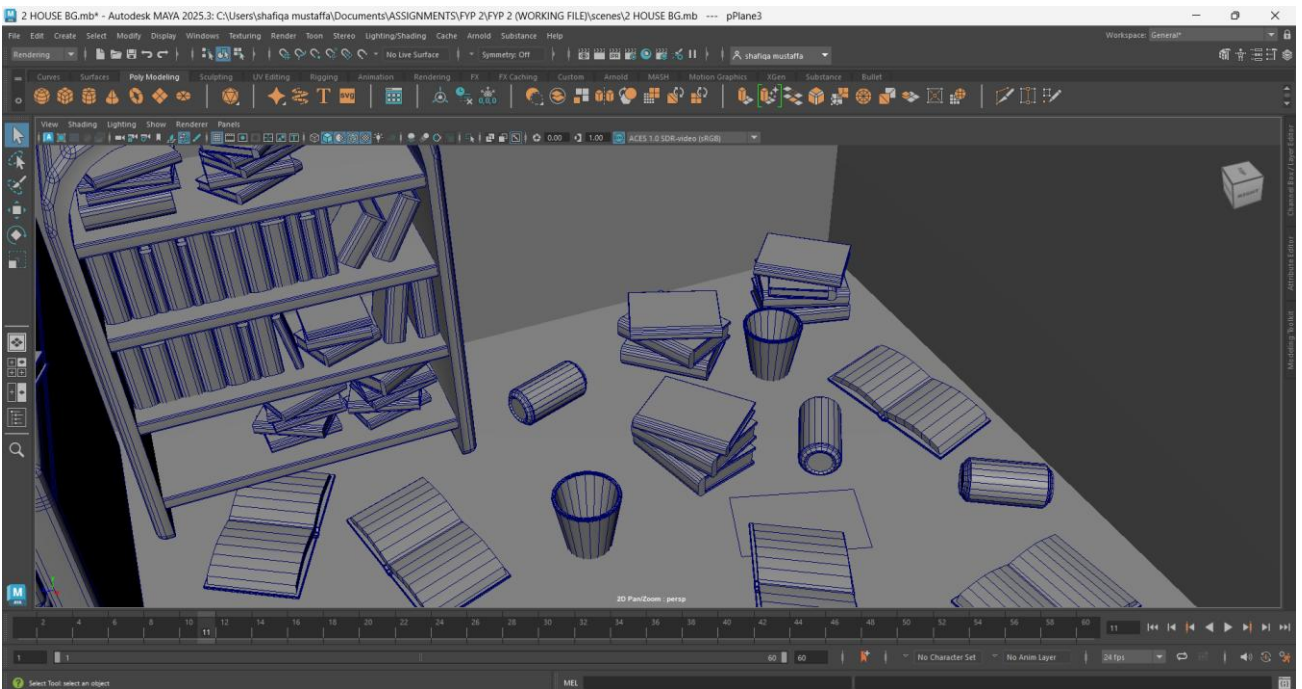 2 HOUSE BG.mb* - Autodesk MAYA 2025.3: C:\Users\shafiqa mustaffa\Documents\ASSIGNMENTS\FYP 2\FYP 2 (WORKING FILE)\scenes\2 HOUSE BG.mb --- pPlane3
File Edit Create Select Modify Display Windows Texturing Render Toon Stereo Lighting/Shading Cache Arnold Substance Help Workspace: General*
Rendering No Live Surface Symmetry: Off shafiqa mustaffa
Curves Surfaces Poly Modeling Sculpting UV Editing Rigging Animation Rendering FX FX Caching Custom Arnold MASH Motion Graphics XGen Substance Bullet
SVG
0,0,0
View Shading Lighting Show Renderer Panels
0.00 1.00 ACES 1.0 SDR-video (sRGB)
Channel Box / Layer Editor
Attribute Editor
Modeling Toolkit
2D Pan/Zoom : persp
2 4 6 8 10 12 14 16 18 20 22 24 26 28 30 32 34 36 38 40 42 44 46 48 50 52 54 56 58 60
11 11
1 1 60 60 No Character Set No Anim Layer 24 fps
Select Tool: select an object MEL